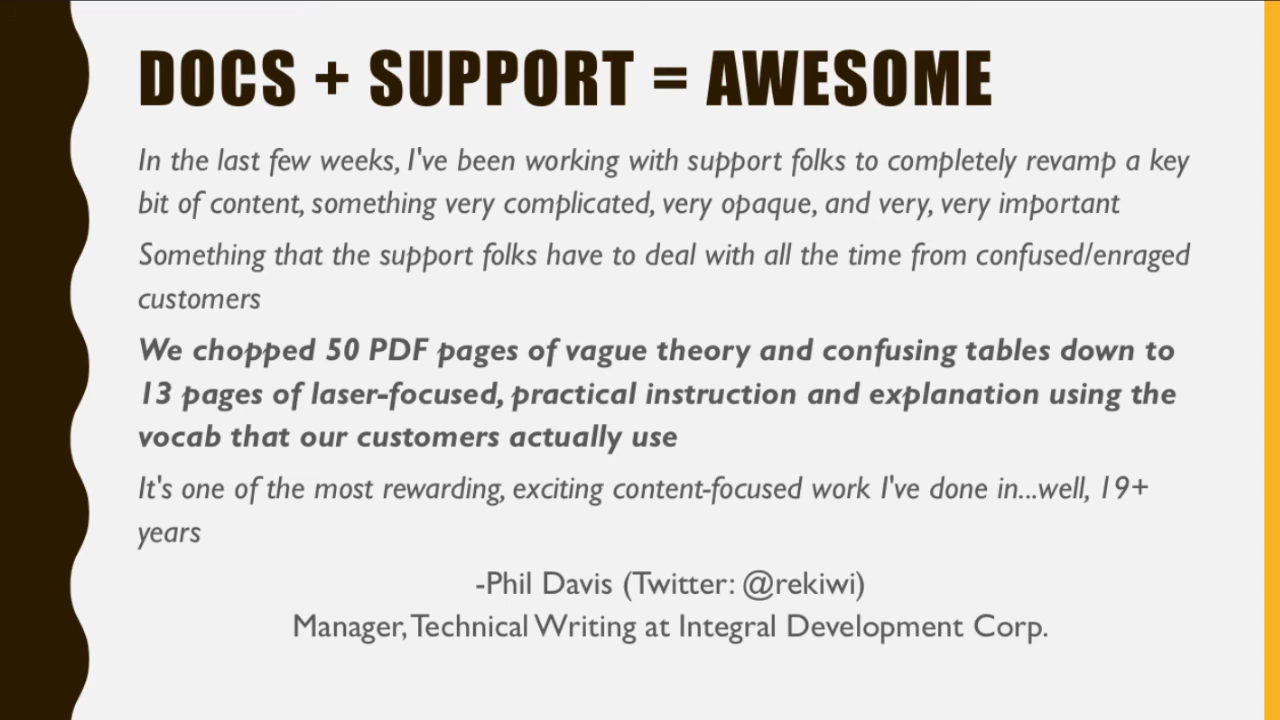 DOCS + SUPPORT = AWESOME
In the last few weeks, I've been working with support folks to completely revamp a key
bit of content, something very complicated, very opaque, and very, very important
Something that the support folks have to deal with all the time from confused/enraged
customers
We chopped 50 PDF pages of vague theory and confusing tables down to
13 pages of laser-focused, practical instruction and explanation using the
vocab that our customers actually use
It's one of the most rewarding, exciting content-focused work I've done in...well, 19+
years
-Phil Davis (Twitter: @rekiwi)
Manager, Technical Writing at Integral Development Corp.